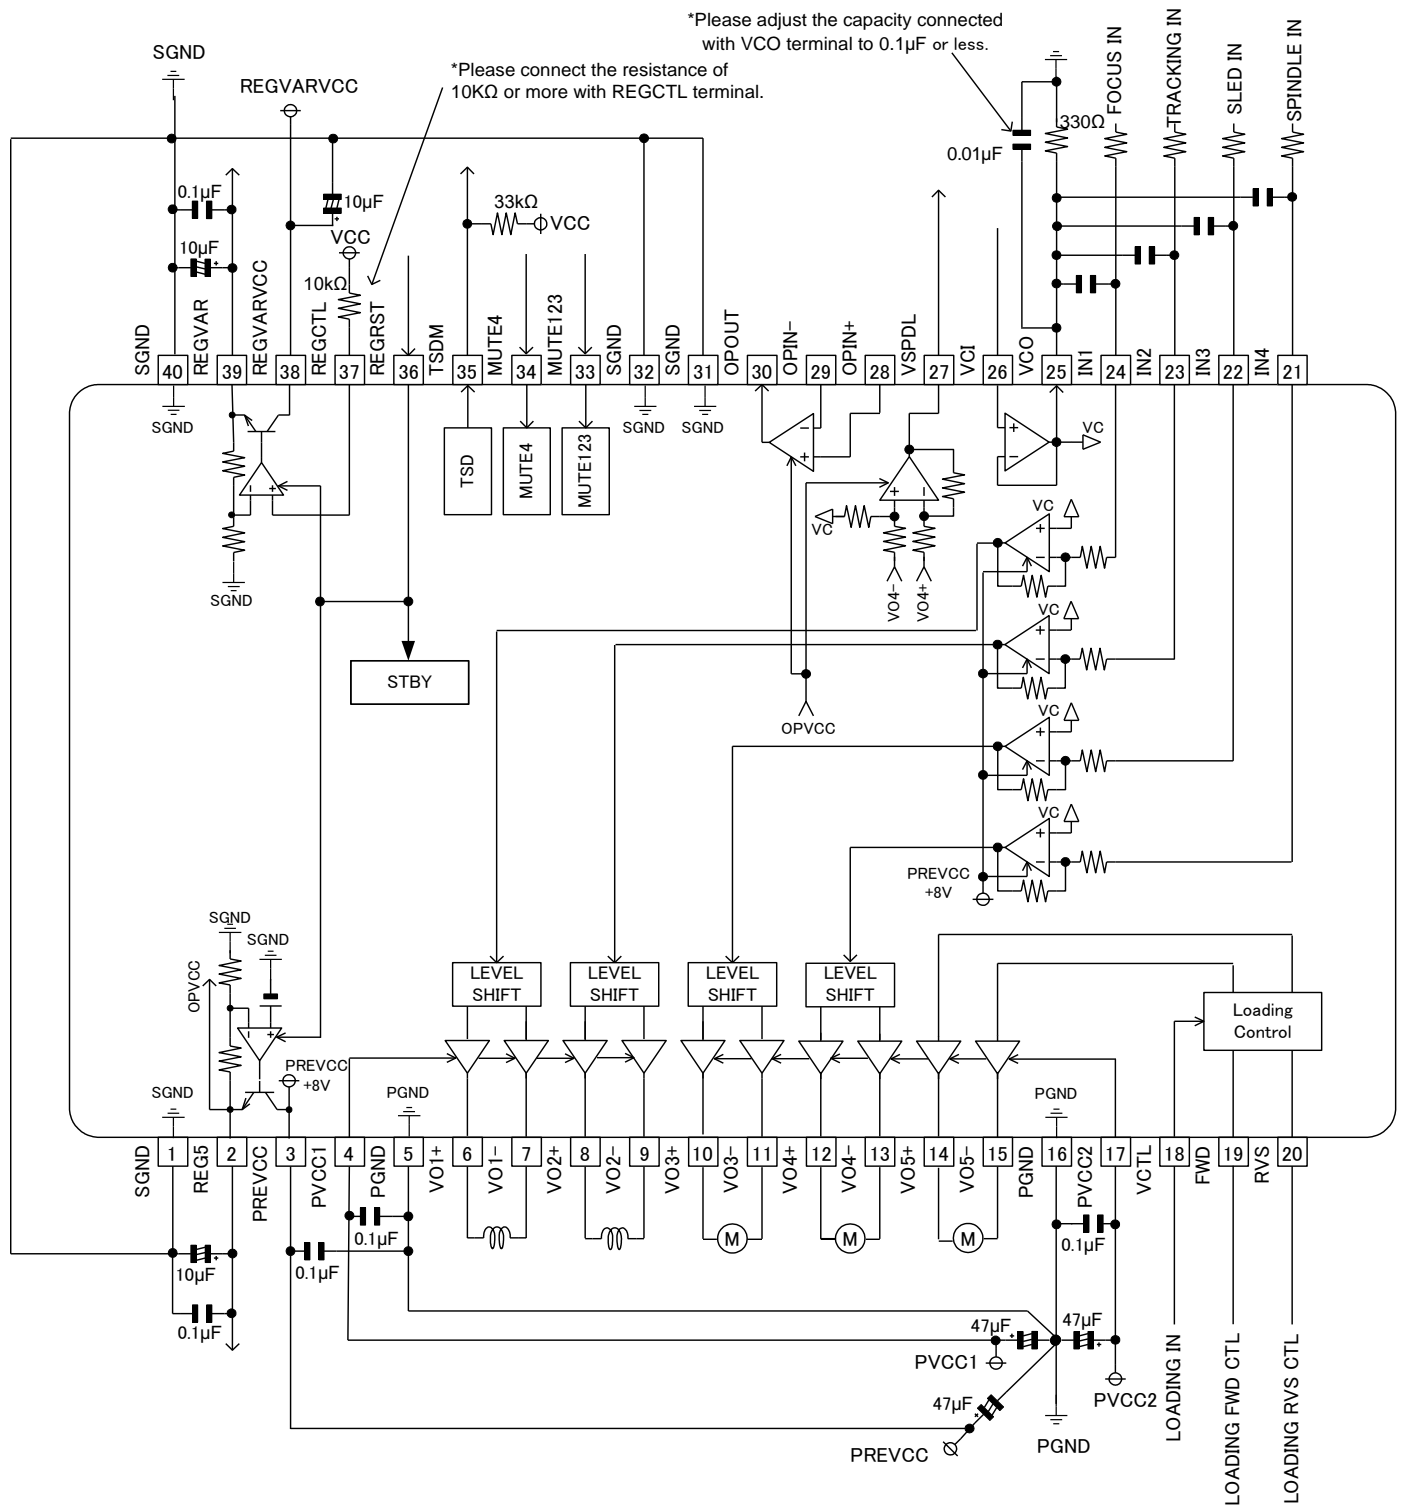 *Please adjust the capacity connected
with VCO terminal to 0.1μF or less.
SGND
*Please connect the resistance of
10KΩ or more with REGCTL terminal.
REGVARVCC
FOCUS IN
TRACKING IN
SLED IN
SPINDLE IN
330Ω
0.01μF
0.1μF
10μF
33kΩ
VCC
VCC
10μF
10kΩ
SGND
REGVAR
REGVARVCC
REGCTL
REGRST
TSDM
MUTE4
MUTE123
SGND
SGND
OPOUT
OPIN-
OPIN+
VSPDL
VCI
VCO
IN1
IN2
IN3
IN4
40
39
38
37
36
35
34
33
32
31
30
29
28
27
26
25
24
23
22
21
SGND
SGND
SGND
TSD
MUTE4
MUTE123
VC
VC
VC
VO4-
VO4+
SGND
STBY
VC
VC
VC
OPVCC
PREVCC
+8V
SGND
SGND
OPVCC
LEVEL
SHIFT
LEVEL
SHIFT
LEVEL
SHIFT
LEVEL
SHIFT
Loading
Control
PREVCC
+8V
SGND
PGND
PGND
1
2
3
4
5
6
7
8
9
10
11
12
13
14
15
16
17
18
19
20
SGND
REG5
PREVCC
PVCC1
PGND
VO1+
VO1-
VO2+
VO2-
VO3+
VO3-
VO4+
VO4-
VO5+
VO5-
PGND
PVCC2
VCTL
FWD
RVS
0.1μF
M
M
M
0.1μF
10μF
0.1μF
0.1μF
47μF
47μF
PVCC1
PVCC2
47μF
PREVCC
PGND
LOADING IN
LOADING FWD CTL
LOADING RVS CTL